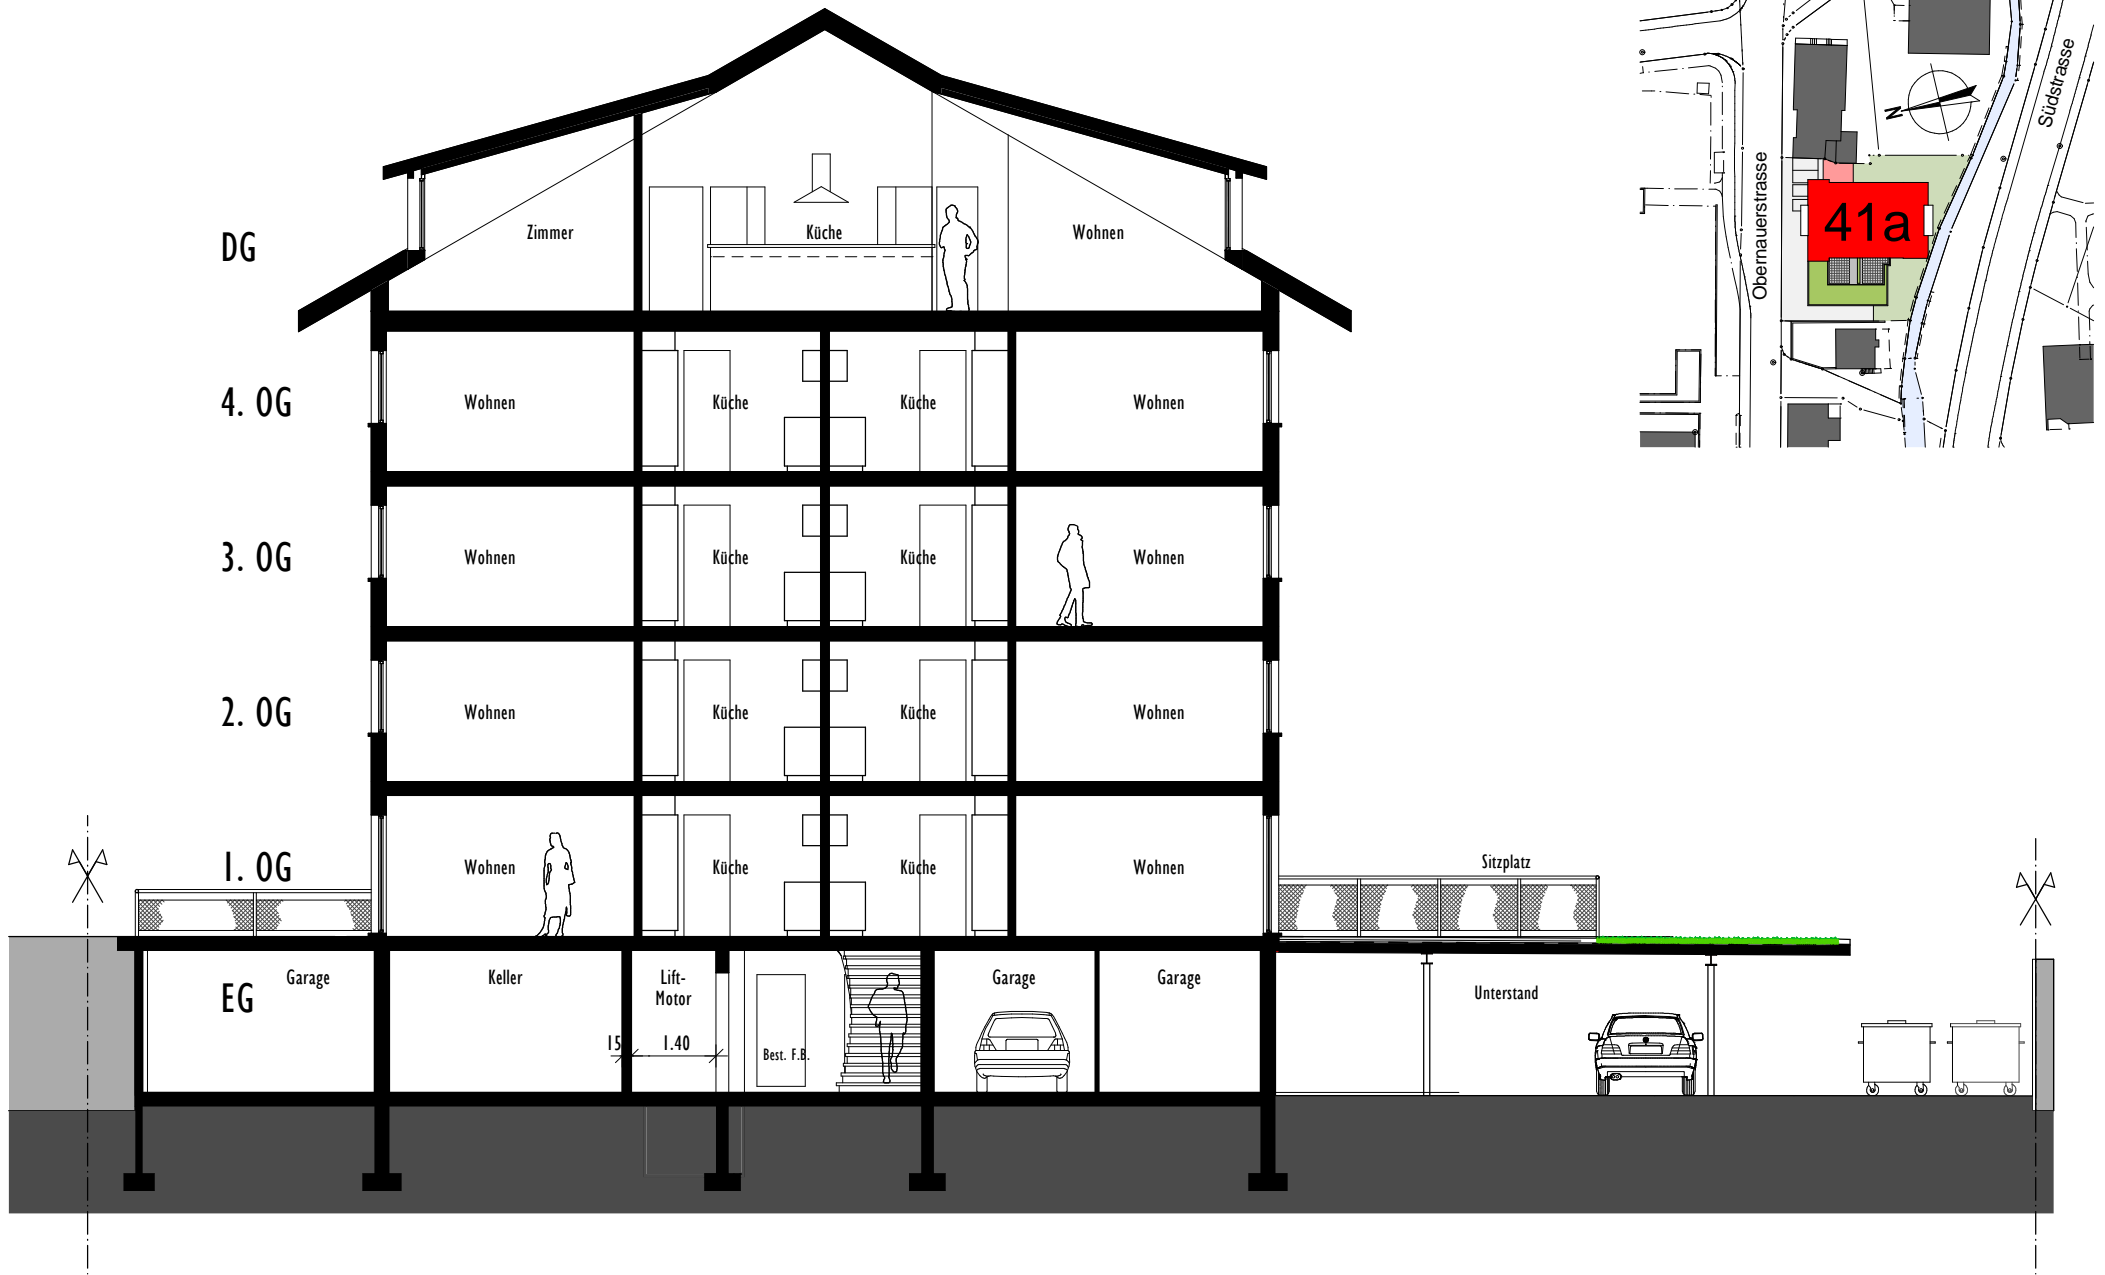 Südstrasse
N
Obernauerstrasse
41a
DG
Zimmer
Küche
Wohnen
4. OG
Wohnen
Küche
Küche
Wohnen
3. OG
Wohnen
Küche
Küche
Wohnen
2. OG
Wohnen
Küche
Küche
Wohnen
1. OG
Wohnen
Küche
Küche
Wohnen
Sitzplatz
EG
Garage
Keller
Lift-
Motor
Garage
Garage
Unterstand
15
1.40
Best. F.B.